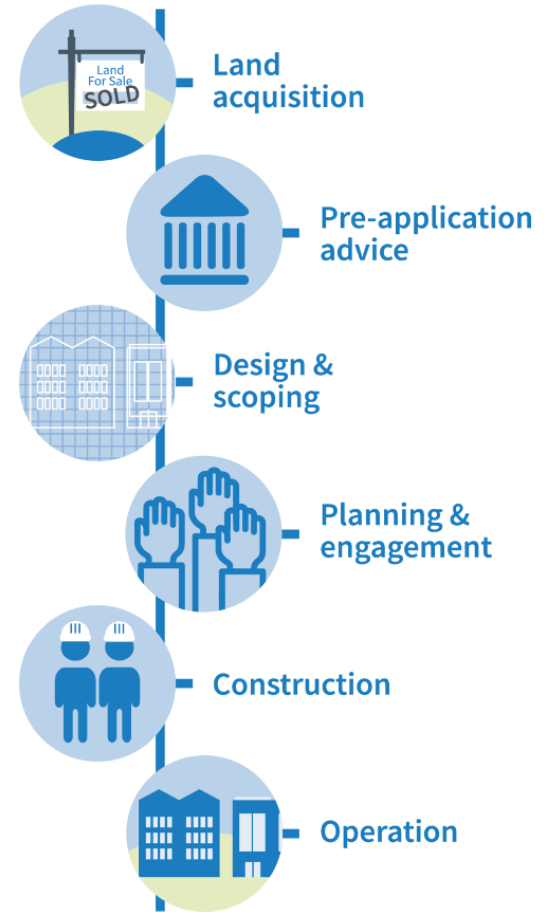 Land
For Sale
SOLD
Land
acquisition
Pre-application
advice
Design &
scoping
Planning &
engagement
Construction
Operation